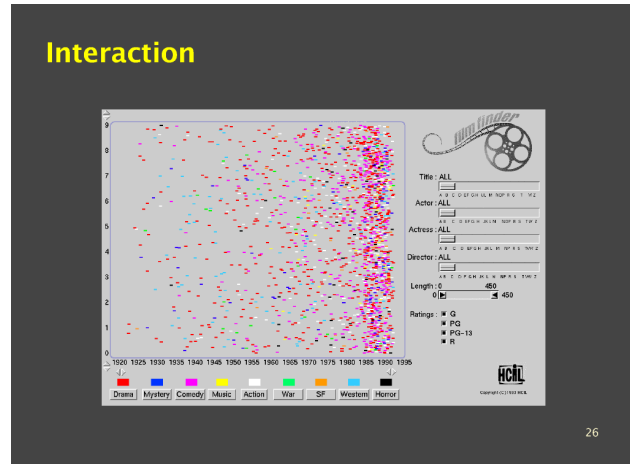 Interaction
film finder
9
8
7
6
5
4
3
2
1
0
1920 1925 1930 1935 1940 1945 1950 1955 1960 1965 1970 1975 1980 1985 1990 1995
Drama Mystery Comedy Music Action War SF Western Horror
Title : ALL
Actor : ALL
Actress : ALL
Director : ALL
Length : 0 450
0 450
Ratings : G
PG
PG-13
R
HCIL
Copyright (C) 1993 HCIL
26